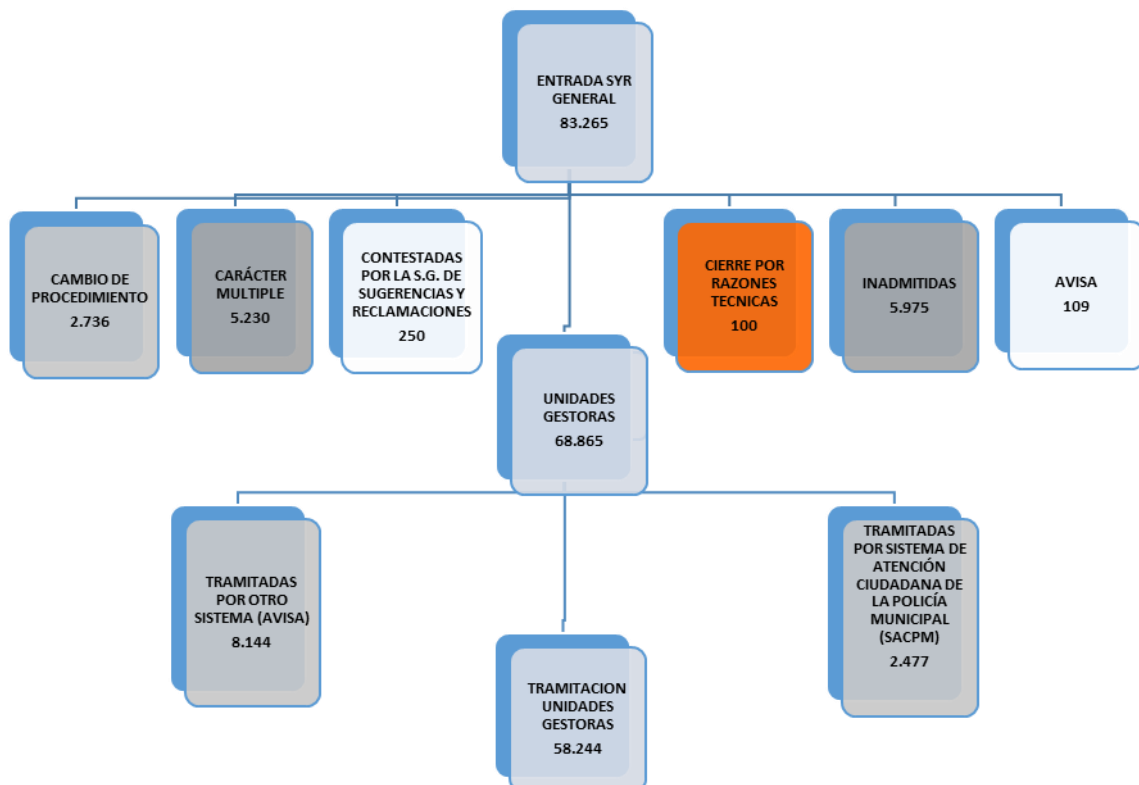 ENTRADA SYR
GENERAL
83.265
CAMBIO DE
PROCEDIMIENTO
2.736
CARÁCTER
MULTIPLE
5.230
CONTESTADAS
POR LA S.G. DE
SUGERENCIAS Y
RECLAMACIONES
250
CIERRE POR
RAZONES
TECNICAS
100
INADMITIDAS
5.975
AVISA
109
UNIDADES
GESTORAS
68.865
TRAMITADAS
POR OTRO
SISTEMA (AVISA)
8.144
TRAMITACION
UNIDADES
GESTORAS
58.244
TRAMITADAS
POR SISTEMA DE
ATENCIÓN
CIUDADANA DE
LA POLICÍA
MUNICIPAL
(SACPM)
2.477